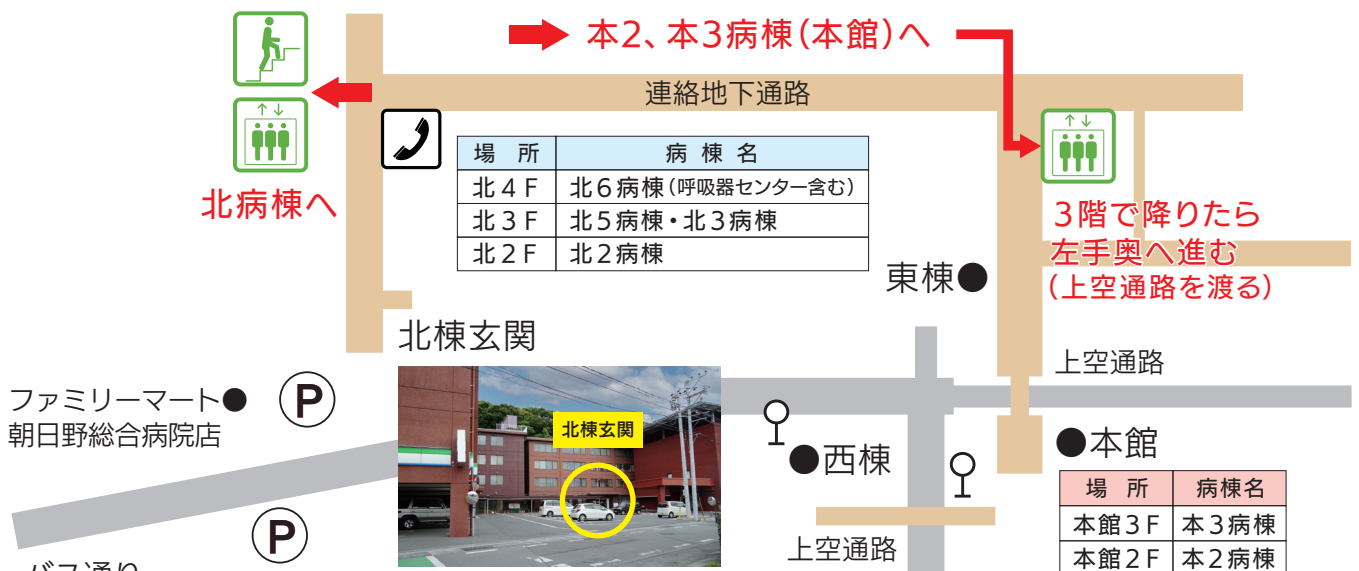 本2、本3病棟(本館)へ
連絡地下通路
北病棟へ
場 所 病 棟 名
北4F 北6病棟(呼吸器センター含む)
北3F 北5病棟・北3病棟
北2F 北2病棟
3階で降りたら
左手奥へ進む
(上空通路を渡る)
東棟●
北棟玄関
上空通路
ファミリーマート●
朝日野総合病院店
P
北棟玄関
●西棟
●本館
場 所 病棟名
本館3F 本3病棟
本館2F 本2病棟
P
上空通路
バス通り